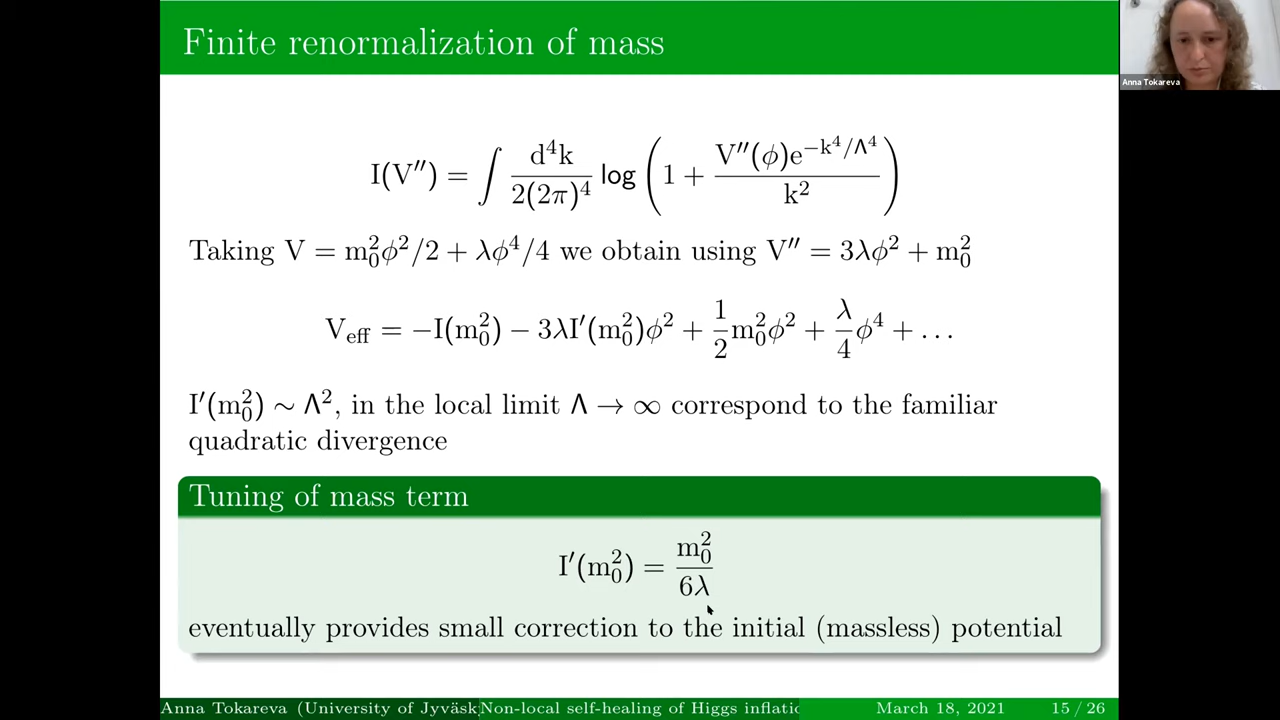 Finite renormalization of mass
Anna Tokareva
I(V″) = ∫ d⁴k / 2(2π)⁴ log (1 + V″(ϕ)e^{−k⁴/Λ⁴} / k²)
Taking V = m₀²ϕ²/2 + λϕ⁴/4 we obtain using V″ = 3λϕ² + m₀²
V_eff = −I(m₀²) − 3λI′(m₀²)ϕ² + 1/2 m₀²ϕ² + λ/4 ϕ⁴ + …
I′(m₀²) ∼ Λ², in the local limit Λ → ∞ correspond to the familiar
quadratic divergence
Tuning of mass term
I′(m₀²) = m₀² / 6λ
eventually provides small correction to the initial (massless) potential
Anna Tokareva (University of Jyväsk Non-local self-healing of Higgs inflatio March 18, 2021 15 / 26